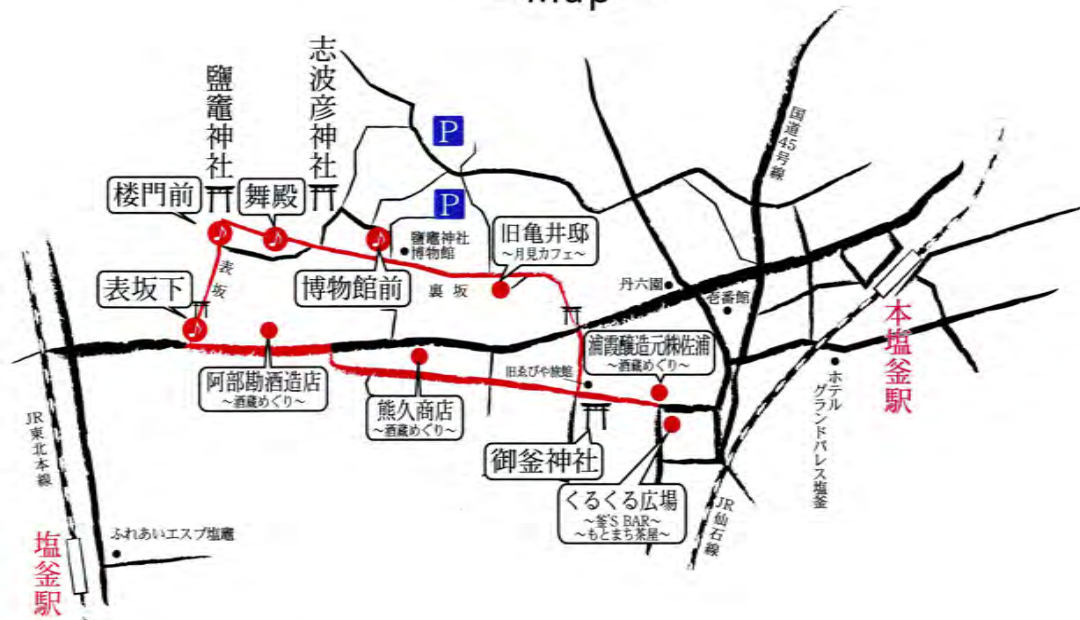 Map
志波彦神社
鹽竈神社
国道45号線
P
P
楼門前
舞殿
旧亀井邸
~月見カフェ~
鹽竈神社
博物館
表坂
表坂下
博物館前
裏坂
丹六園
壱番館
本塩釜駅
浦霞醸造元㈱佐浦
~酒蔵めぐり~
旧ゑびや旅館
阿部勘酒造店
~酒蔵めぐり~
熊久商店
~酒蔵めぐり~
ホテル
グランドパレス塩釜
JR東北本線
御釜神社
くるくる広場
~釜'S BAR~
~もとまち茶屋~
JR仙石線
ふれあいエスプ塩竈
塩釜駅